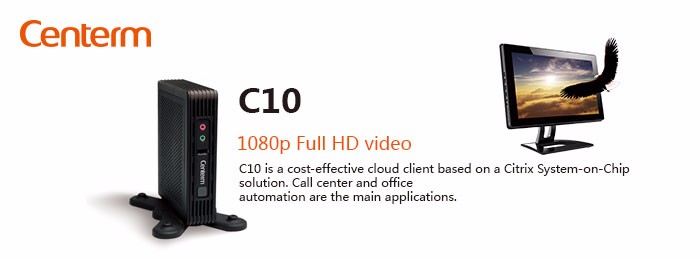 Centerm
C10
1080p Full HD video
C10 is a cost-effective cloud client based on a Citrix System-on-Chip
solution. Call center and office
automation are the main applications.
Centerm